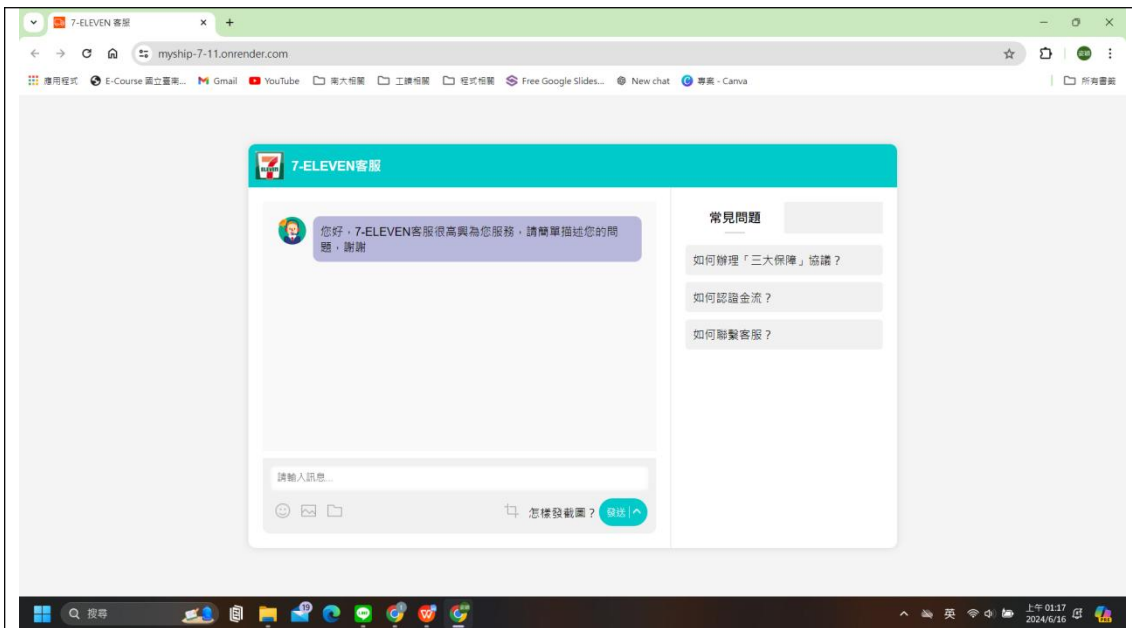 7-ELEVEN 客服
myship-7-11.onrender.com
應用程式 E-Course 國立臺南... Gmail YouTube 南大相關 工讀相關 程式相關 Free Google Slides... New chat 專案 - Canva 所有書籤
7-ELEVEN客服
您好，7-ELEVEN客服很高興為您服務，請簡單描述您的問
題，謝謝
常見問題
如何辦理「三大保障」協議？
如何認證金流？
如何聯繫客服？
請輸入訊息...
怎樣發截圖？ 發送
搜尋
19
英
上午 01:17
2024/6/16